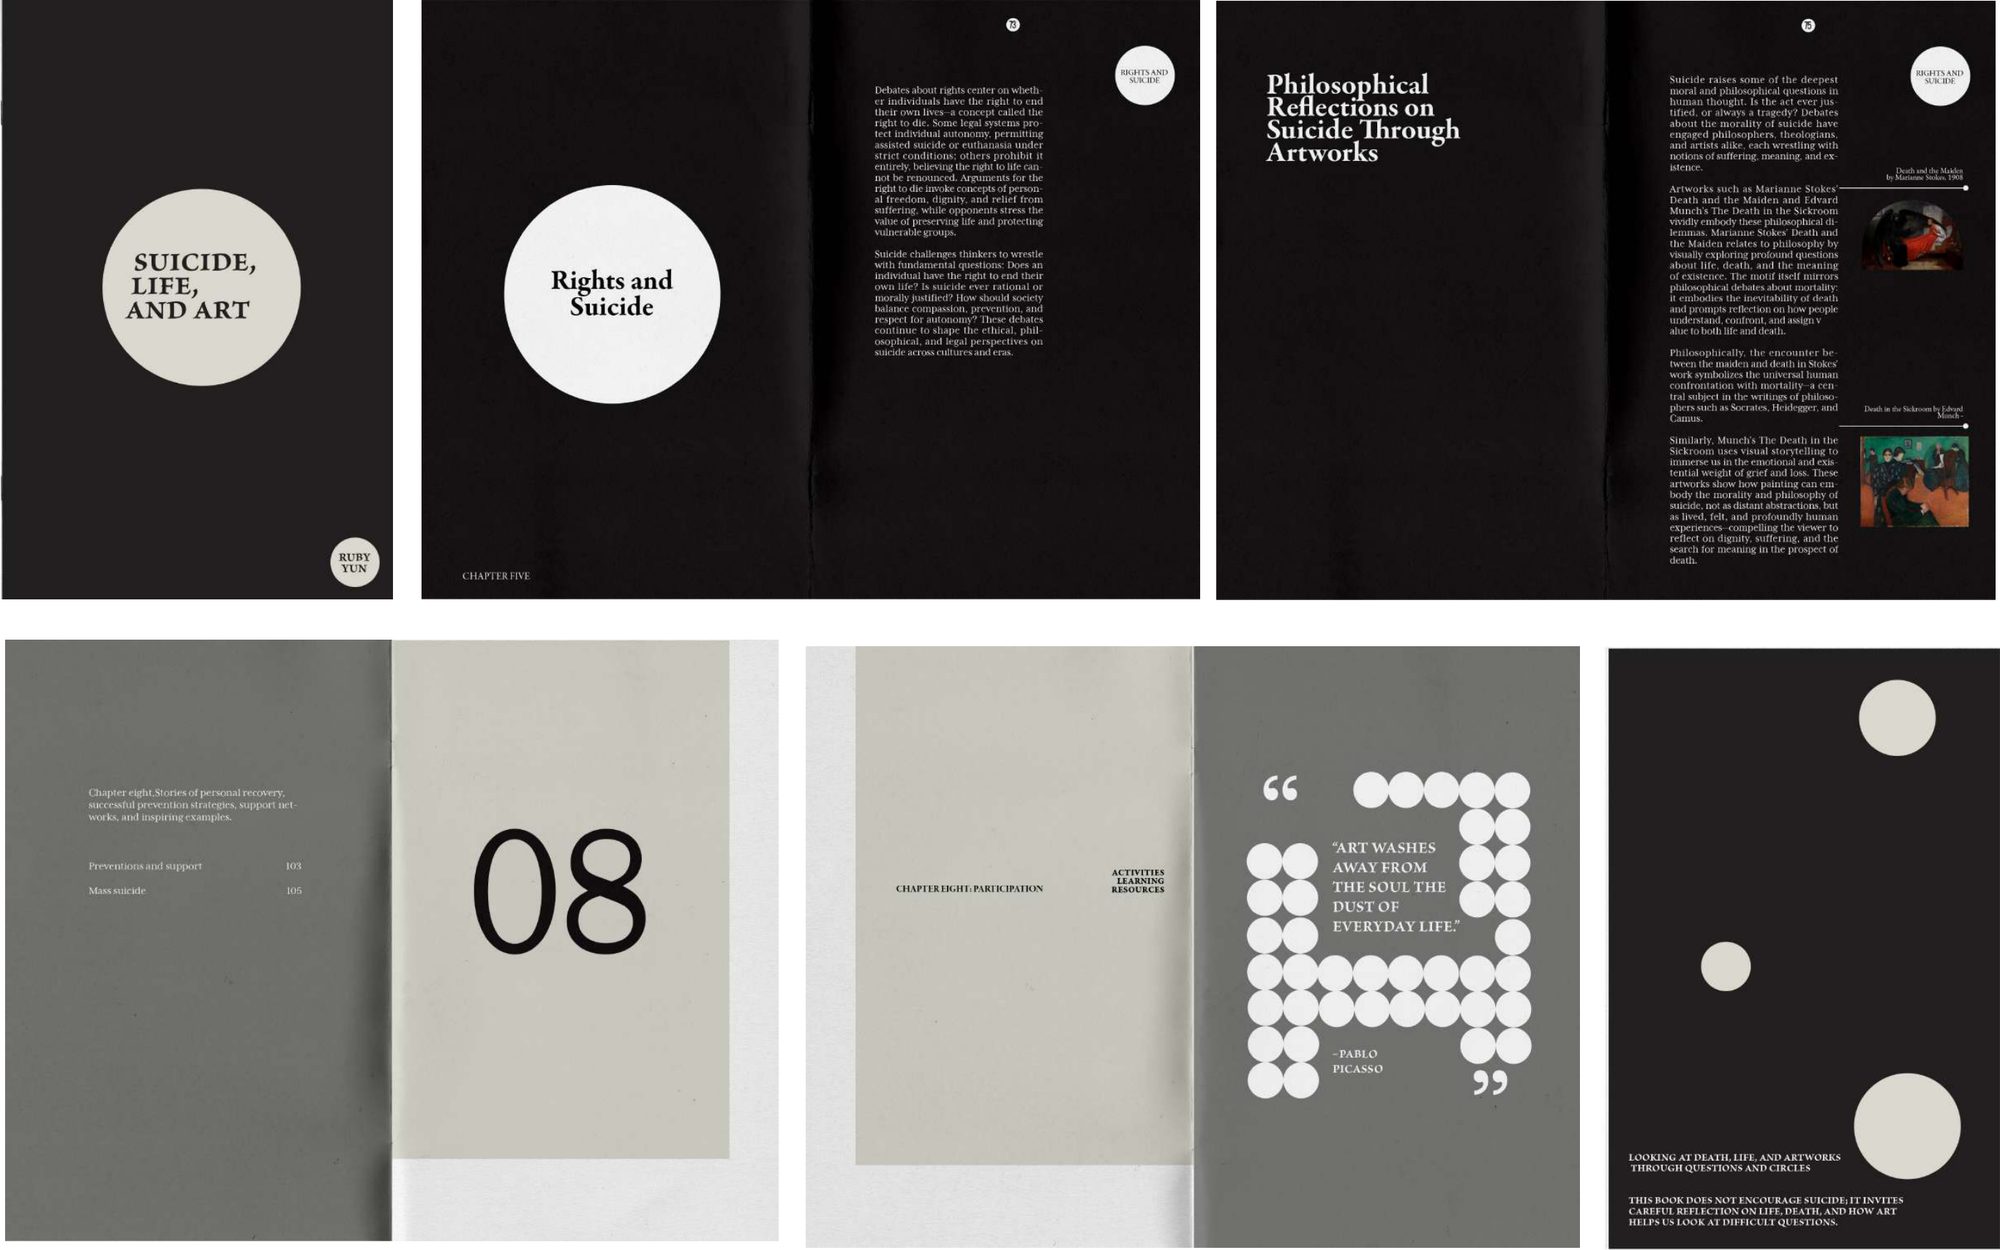 SUICIDE,
LIFE,
AND ART
RUBY
YUN
Rights and
Suicide
CHAPTER FIVE
73
RIGHTS AND
SUICIDE
Debates about rights center on wheth-
er individuals have the right to end
their own lives—a concept called the
right to die. Some legal systems pro-
tect individual autonomy, permitting
assisted suicide or euthanasia under
strict conditions; others prohibit it
entirely, believing the right to life can-
not be renounced. Arguments for the
right to die invoke concepts of person-
al freedom, dignity, and relief from
suffering, while opponents stress the
value of preserving life and protecting
vulnerable groups.
Suicide challenges thinkers to wrestle
with fundamental questions: Does an
individual have the right to end their
own life? Is suicide ever rational or
morally justified? How should society
balance compassion, prevention, and
respect for autonomy? These debates
continue to shape the ethical, phil-
osophical, and legal perspectives on
suicide across cultures and eras.
Philosophical
Reflections on
Suicide Through
Artworks
75
RIGHTS AND
SUICIDE
Suicide raises some of the deepest
moral and philosophical questions in
human thought. Is the act ever jus-
tified, or always a tragedy? Debates
about the morality of suicide have
engaged philosophers, theologians,
and artists alike, each wrestling with
notions of suffering, meaning, and ex-
istence.
Artworks such as Marianne Stokes'
Death and the Maiden and Edvard
Munch's The Death in the Sickroom
vividly embody these philosophical di-
lemmas. Marianne Stokes' Death and
the Maiden relates to philosophy by
visually exploring profound questions
about life, death, and the meaning
of existence. The motif itself mirrors
philosophical debates about mortality:
it embodies the inevitability of death
and prompts reflection on how people
understand, confront, and assign v
alue to both life and death.
Philosophically, the encounter be-
tween the maiden and death in Stokes'
work symbolizes the universal human
confrontation with mortality—a cen-
tral subject in the writings of philoso-
phers such as Socrates, Heidegger, and
Camus.
Similarly, Munch's The Death in the
Sickroom uses visual storytelling to
immerse us in the emotional and exis-
tential weight of grief and loss. These
artworks show how painting can em-
body the morality and philosophy of
suicide, not as distant abstractions, but
as lived, felt, and profoundly human
experiences—compelling the viewer to
reflect on dignity, suffering, and the
search for meaning in the prospect of
death.
Death and the Maiden
by Marianne Stokes, 1908
Death in the Sickroom by Edvard
Munch -
Chapter eight,Stories of personal recovery,
successful prevention strategies, support net-
works, and inspiring examples.
Preventions and support 103
Mass suicide 105
08
CHAPTER EIGHT: PARTICIPATION
ACTIVITIES
LEARNING
RESOURCES
“
“ART WASHES
AWAY FROM
THE SOUL THE
DUST OF
EVERYDAY LIFE.”
-PABLO
PICASSO
”
LOOKING AT DEATH, LIFE, AND ARTWORKS
THROUGH QUESTIONS AND CIRCLES
THIS BOOK DOES NOT ENCOURAGE SUICIDE; IT INVITES
CAREFUL REFLECTION ON LIFE, DEATH, AND HOW ART
HELPS US LOOK AT DIFFICULT QUESTIONS.